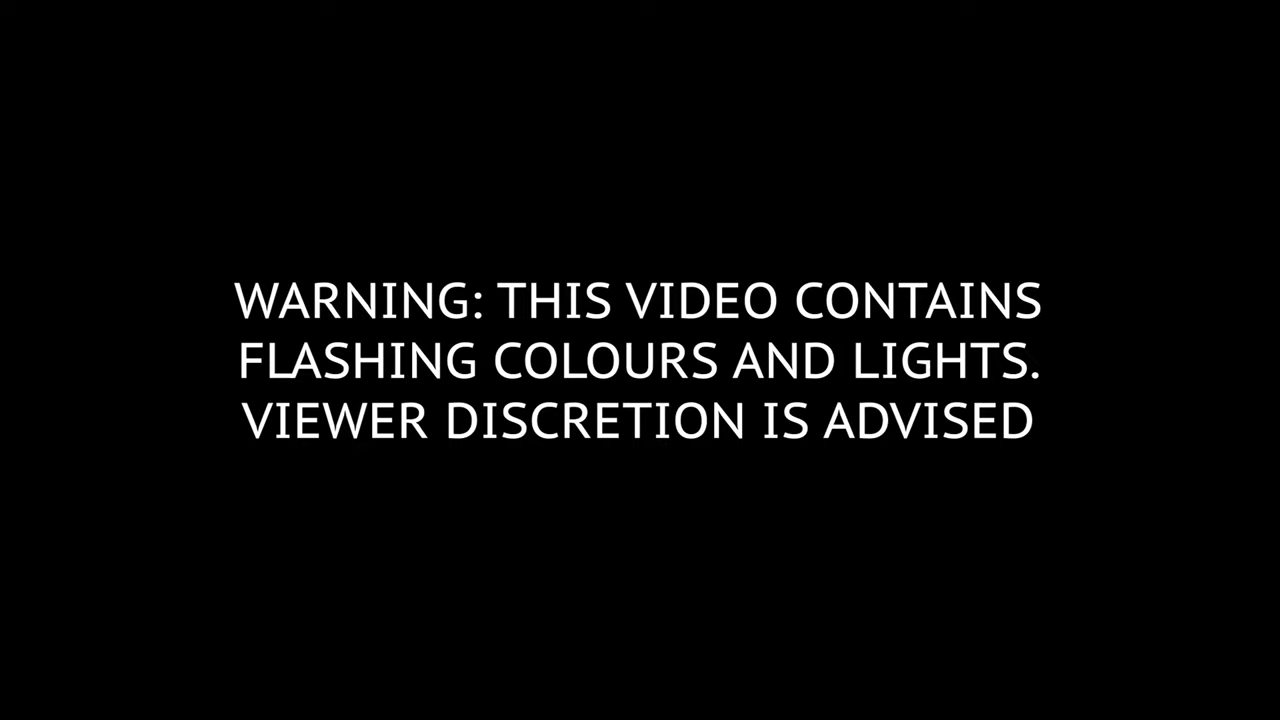 WARNING: THIS VIDEO CONTAINS
FLASHING COLOURS AND LIGHTS.
VIEWER DISCRETION IS ADVISED